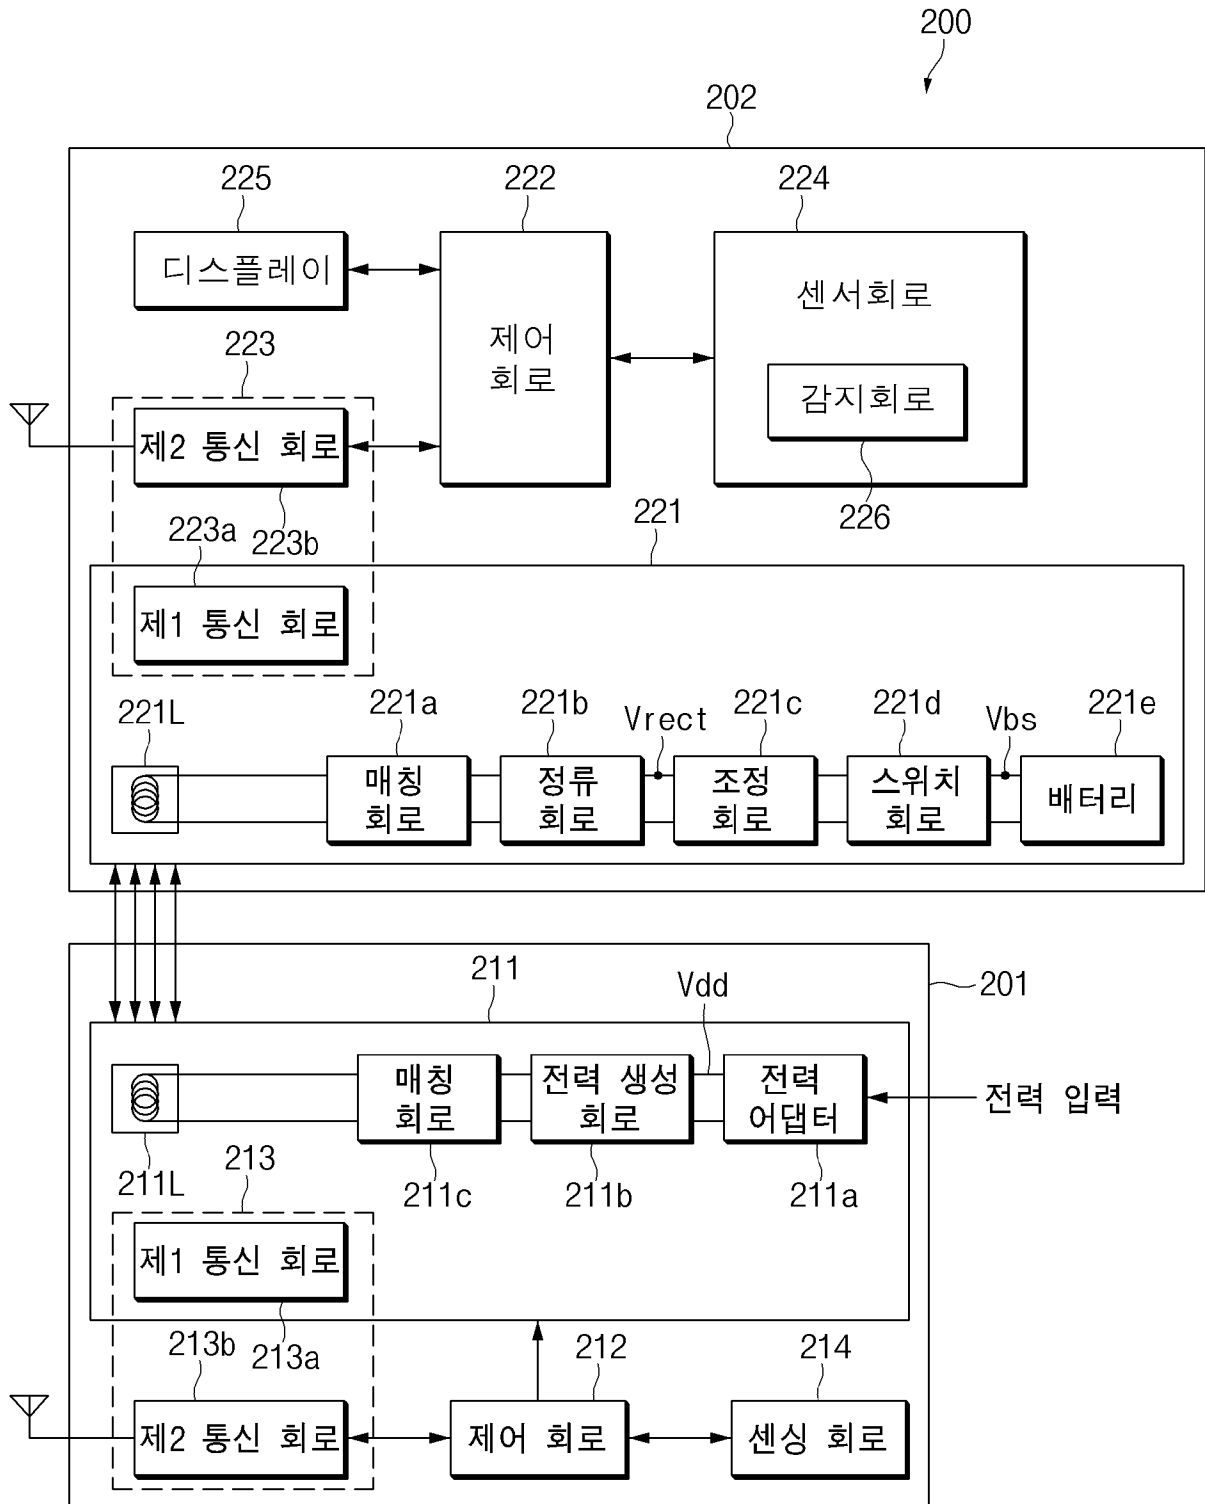 200
202
225
222
224
디스플레이
센서회로
제어
회로
223
감지회로
제2 통신 회로
226
221
223a
223b
제1 통신 회로
221L
221a
221b
Vrect
221c
221d
Vbs
221e
매칭
회로
정류
회로
조정
회로
스위치
회로
배터리
211
Vdd
201
매칭
회로
전력 생성
회로
전력
어댑터
전력 입력
211L
213
211c
211b
211a
제1 통신 회로
213b
213a
212
214
제2 통신 회로
제어 회로
센싱 회로